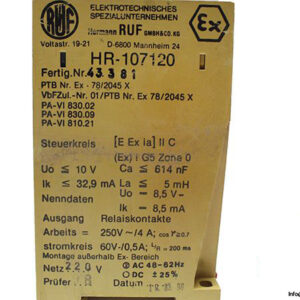 RUF
ELEKTROTECHNISCHES
SPEZIALUNTERNEHMEN
Hermann RUF GMBH&CO.KG
Voltastr. 19-21 D-6800 Mannheim 24
Ex
HR-107120
Fertig.Nr. 43381
PTB Nr. Ex - 78/2045 X
VbFZul.-Nr. 01/PTB Nr. Ex 78/2045 X
PA-VI 830.02
PA-VI 830.09
PA-VI 810.21
Steuerkreis [E Ex ia] II C
(Ex) i G5 Zone 0
Uo ≤ 10 V Ca ≤ 614 nF
Ik ≤ 32,9 mA La ≤ 5 mH
Nenndaten Uo = 8,5 V-
Ik = 8,5 mA
Ausgang Relaiskontakte
Arbeits = 250V~/4 A; cos φ ≥ 0.7
stromkreis 60V-/0,5A; L/R = 200 ms
Montage außerhalb Ex- Bereich
Netz 220 V AC 48-62Hz
DC ± 25%
Prüfer Datum